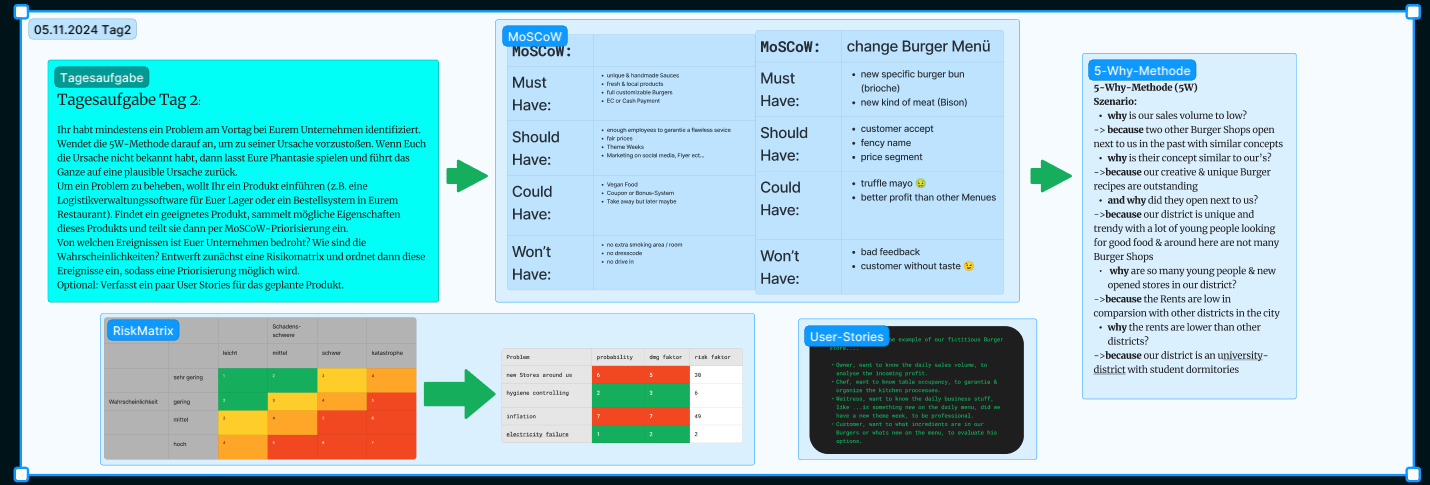 05.11.2024 Tag2
Tagesaufgabe
Tagesaufgabe Tag 2:
Ihr habt mindestens ein Problem am Vortag bei Eurem Unternehmen identifiziert.
Wendet die 5W-Methode darauf an, um zu seiner Ursache vorzustoßen. Wenn Euch
die Ursache nicht bekannt habt, dann lasst Eure Phantasie spielen und führt das
Ganze auf eine plausible Ursache zurück.
Um ein Problem zu beheben, wollt Ihr ein Produkt einführen (z.B. eine
Logistikverwaltungssoftware für Euer Lager oder ein Bestellsystem in Eurem
Restaurant). Findet ein geeignetes Produkt, sammelt mögliche Eigenschaften
dieses Produkts und teilt sie dann per MoSCoW-Priorisierung ein.
Von welchen Ereignissen ist Euer Unternehmen bedroht? Wie sind die
Wahrscheinlichkeiten? Entwerft zunächst eine Risikomatrix und ordnet dann diese
Ereignisse ein, sodass eine Priorisierung möglich wird.
Optional: Verfasst ein paar User Stories für das geplante Produkt.
MoSCoW
MoSCoW:
Must
Have:
• unique & handmade Sauces
• fresh & local products
• full customizable Burgers
• EC or Cash Payment
Should
Have:
• enough employees to garantie a flawless sevice
• fair prices
• Theme Weeks
• Marketing on social media, Flyer ect...
Could
Have:
• Vegan Food
• Coupon or Bonus-System
• Take away but later maybe
Won't
Have:
• no extra smoking area / room
• no dresscode
• no drive in
MoSCoW: change Burger Menü
Must
Have:
• new specific burger bun
(brioche)
• new kind of meat (Bison)
Should
Have:
• customer accept
• fency name
• price segment
Could
Have:
• truffle mayo 🤢
• better profit than other Menues
Won't
Have:
• bad feedback
• customer without taste 😉
5-Why-Methode
5-Why-Methode (5W)
Szenario:
• why is our sales volume to low?
-> because two other Burger Shops open
next to us in the past with similar concepts
• why is their concept similar to our's?
->because our creative & unique Burger
recipes are outstanding
• and why did they open next to us?
->because our district is unique and
trendy with a lot of young people looking
for good food & around here are not many
Burger Shops
• why are so many young people & new
opened stores in our district?
->because the Rents are low in
comparsion with other districts in the city
• why the rents are lower than other
districts?
->because our district is an university-
district with student dormitories
RiskMatrix
Schadens-
schwere
leicht mittel schwer katastrophe
sehr gering 1 2 3 4
Wahrscheinlichkeit gering 2 3 4 5
mittel 3 4 5 6
hoch 4 5 6 7
Problem probability dmg faktor risk faktor
new Stores around us 6 5 30
hygiene controlling 2 3 6
inflation 7 7 49
electricity failure 1 2 2
User-Stories
example of our fictitious Burger
store....
• Owner, want to know the daily sales volume, to
analyse the incoming profit.
• Chef, want to know table occupancy, to garantia &
organize the kitchen proccesses.
• Waitress, want to know the daily business stuff,
like ...is something new on the daily menu, did we
have a new theme week, to be professional.
• Customer, want to what incredients are in our
Burgers or whats new on the menu, to evaluate his
options.